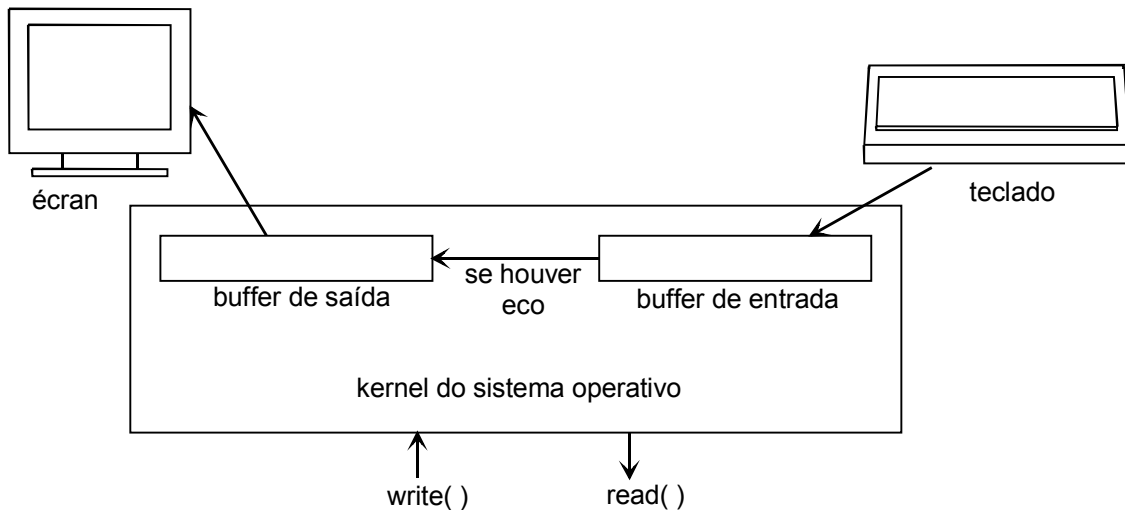 écran
teclado
buffer de saída
se houver
eco
buffer de entrada
kernel do sistema operativo
write( )
read( )